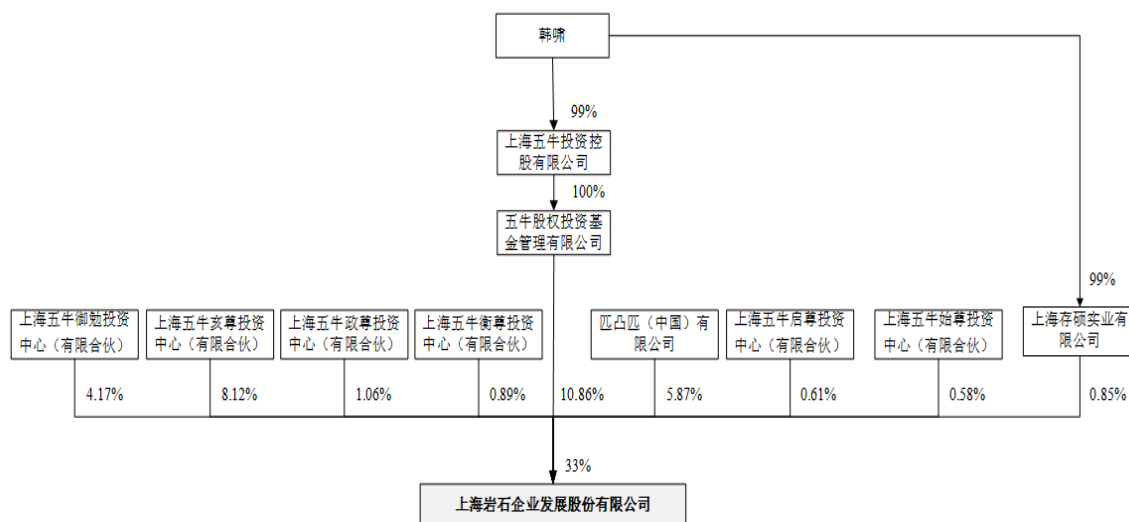 韩啸
99%
上海五牛投资控
股有限公司
100%
五牛股权投资基
金管理有限公司
99%
上海五牛御勉投资
中心（有限合伙）
上海五牛亥尊投资
中心（有限合伙）
上海五牛政尊投资
中心（有限合伙）
上海五牛衡尊投资
中心（有限合伙）
匹凸匹（中国）有
限公司
上海五牛启尊投资
中心（有限合伙）
上海五牛始尊投资
中心（有限合伙）
上海存硕实业有
限公司
4.17%
8.12%
1.06%
0.89%
10.86%
5.87%
0.61%
0.58%
0.85%
33%
上海岩石企业发展股份有限公司